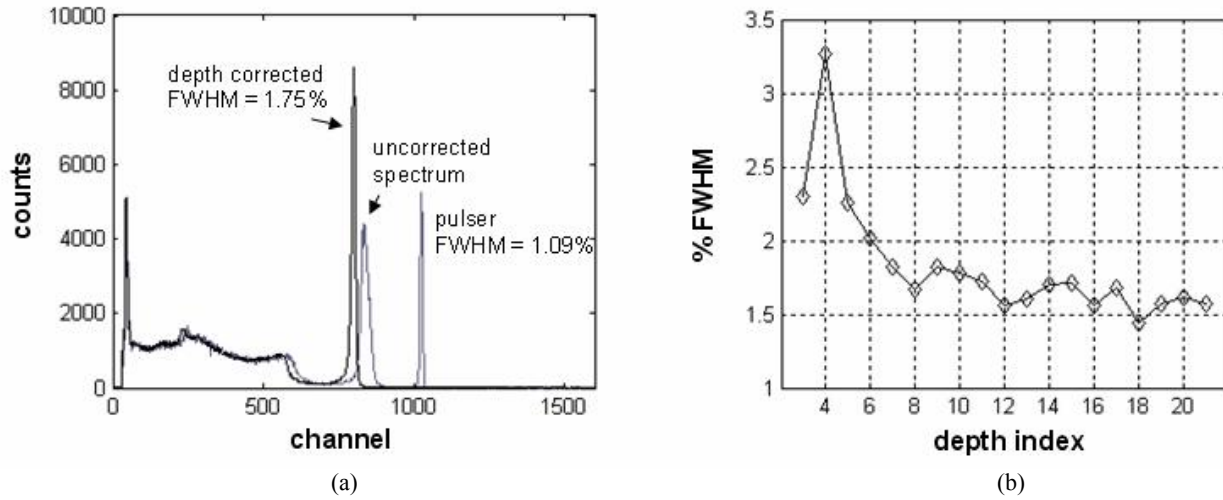 10000
8000
6000
4000
2000
0
0
500
1000
1500
counts
channel
depth corrected
FWHM = 1.75%
uncorrected
spectrum
pulser
FWHM = 1.09%
(a)
3.5
3
2.5
2
1.5
1
4
6
8
10
12
14
16
18
20
% FWHM
depth index
(b)